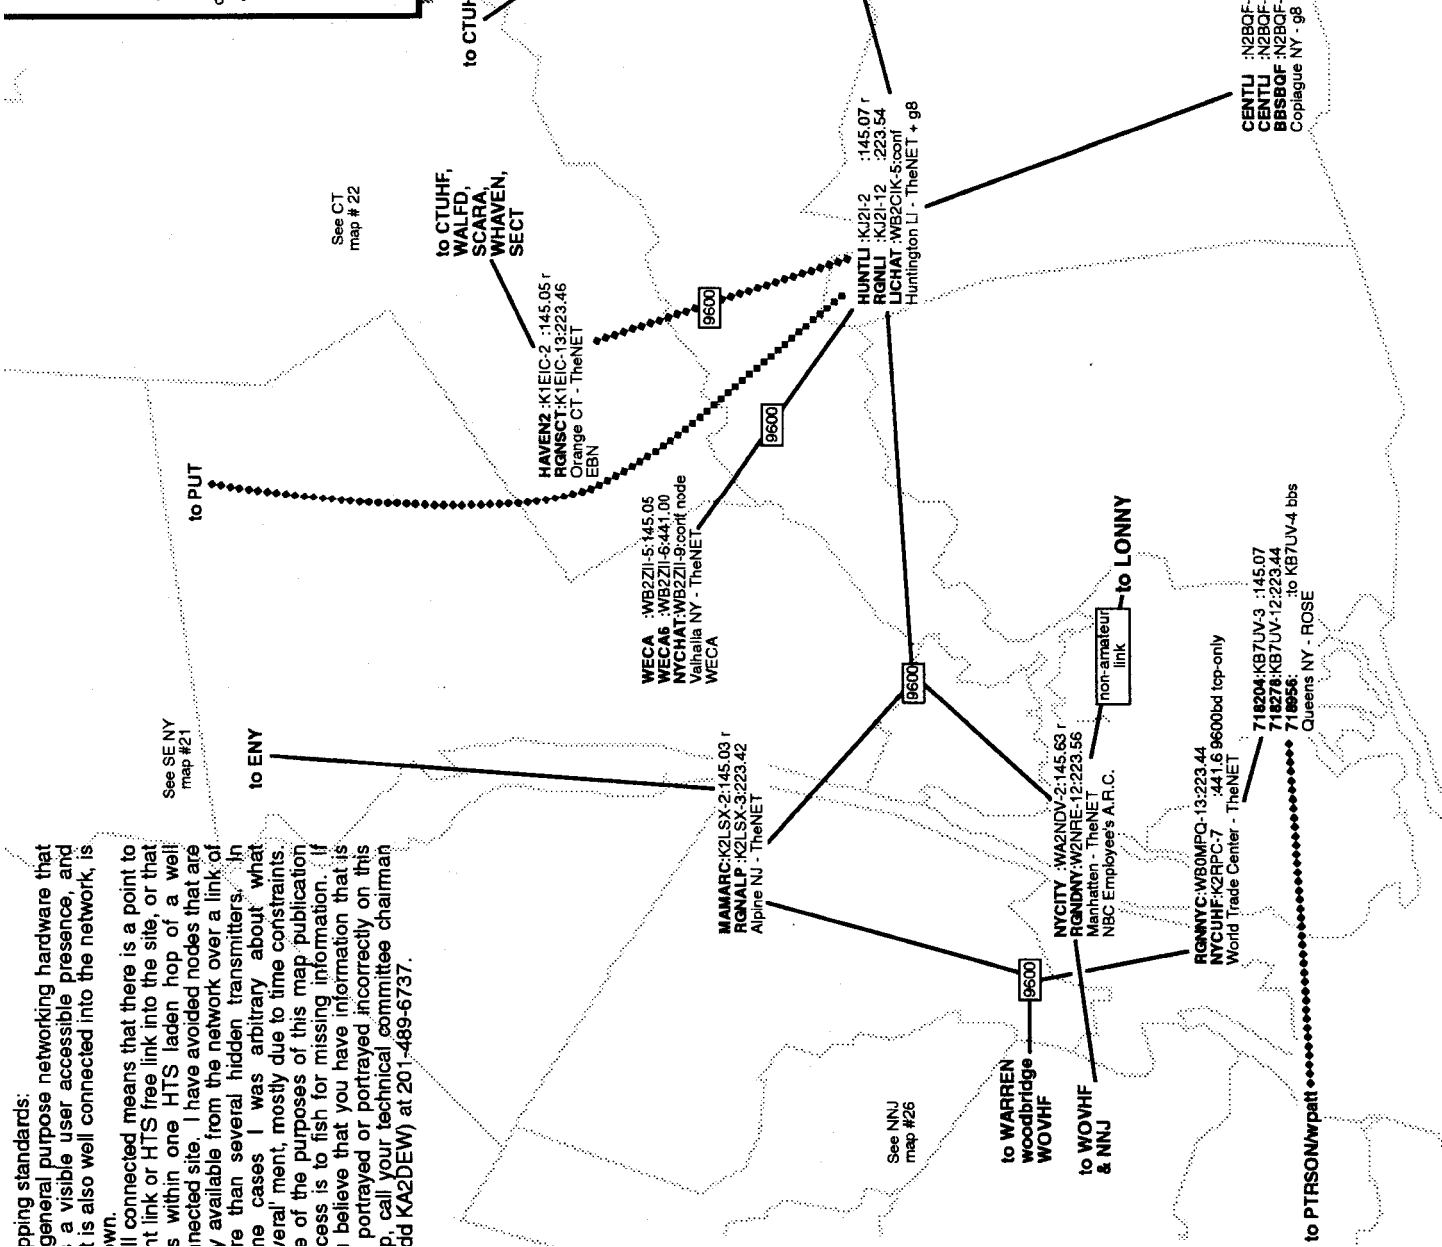 pping standards:
general purpose networking hardware that
a visible user accessible presence, and
t is also well connected into the network, is
wn.
ll connected means that there is a point to
nt link or HTS free link into the site, or that
s within one HTS laden hop of a well
nected site. I have avoided nodes that are
y available from the network over a link of
re than several hidden transmitters. In
me cases I was arbitrary about what
veral' ment, mostly due to time constraints.
e of the purposes of this map publication
cess is to fish for missing information. If
believe that you have information that is
portrayed or portrayed incorrectly on this
p, call your technical committee chairman
dd KA2DEW) at 201-489-6737.
See SE NY
map #21
to ENY
to PUT
See CT
map # 22
to CTUH
to CTUHF,
WALFD,
SCARA,
WHAVEN,
SECT
HAVEN2 :K1EIC-2 :145.05 r
RGNSCT:K1EIC-13:223.46
Orange CT - TheNET
EBN
9600
WECA :WB2ZII-5:145.05
WECA6 :WB2ZII-6:441.00
NYCHAT:WB2ZII-9:conf node
Valhalla NY - TheNET
WECA
9600
MAMARC:K2LSX-2:145.03 r
RGNALP :K2LSX-3:223.42
Alpine NJ - TheNET
HUNTLI :KJ2I-2 :145.07 r
RGNLI :KJ2I-12 :223.54
LICHAT :WB2CIK-5:conf
Huntington LI - TheNET + g8
9600
See NNJ
map #26
to WARREN
woodbridge
WOVHF
9600
to WOVHF
& NNJ
NYCITY :WA2NDV-2:145.63 r
RGNDNY:W2NRE-12:223.56
Manhatten - TheNET
NBC Employee's A.R.C.
non-amateur
link
to LONNY
RGNNYC:WB0MPQ-13:223.44
NYCUHF:K2RPC-7 :441.6 9600bd tcp-only
World Trade Center - TheNET
718204:KB7UV-3 :145.07
718278:KB7UV-12:223.44
718956: :to KB7UV-4 bbs
Queens NY - ROSE
to PTRSON/wpatt
CENTLI :N2BQF-
CENTLI :N2BQF-
BBSBQF :N2BQF-
Copiague NY - g8